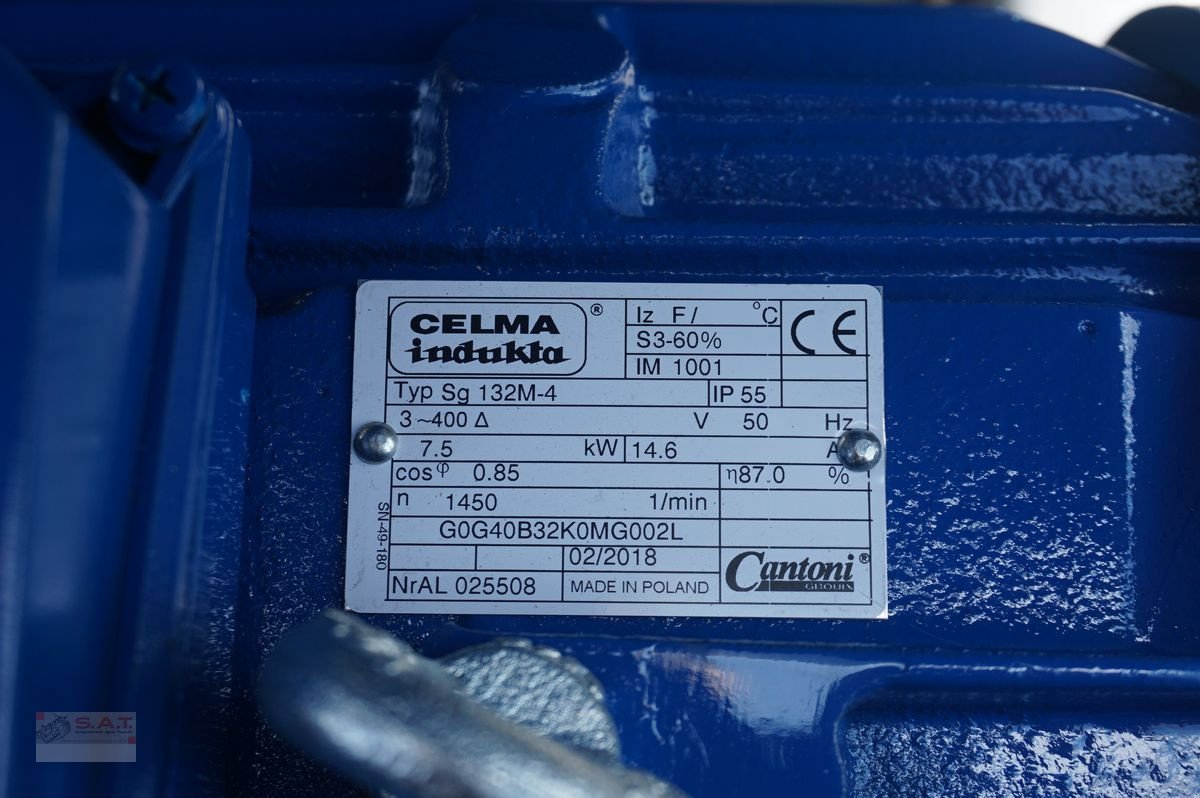 CELMA ®
indukta
Iz F / °C
S3-60%
IM 1001
CE
Typ Sg 132M-4 IP 55
3 ~400 Δ V 50 Hz
7.5 kW 14.6 A
cos φ 0.85 η87.0 %
n 1450 1/min
G0G40B32K0MG002L
02/2018
NrAL 025508 MADE IN POLAND
Cantoni ®
GROUP
SN-49-180
S.A.T.